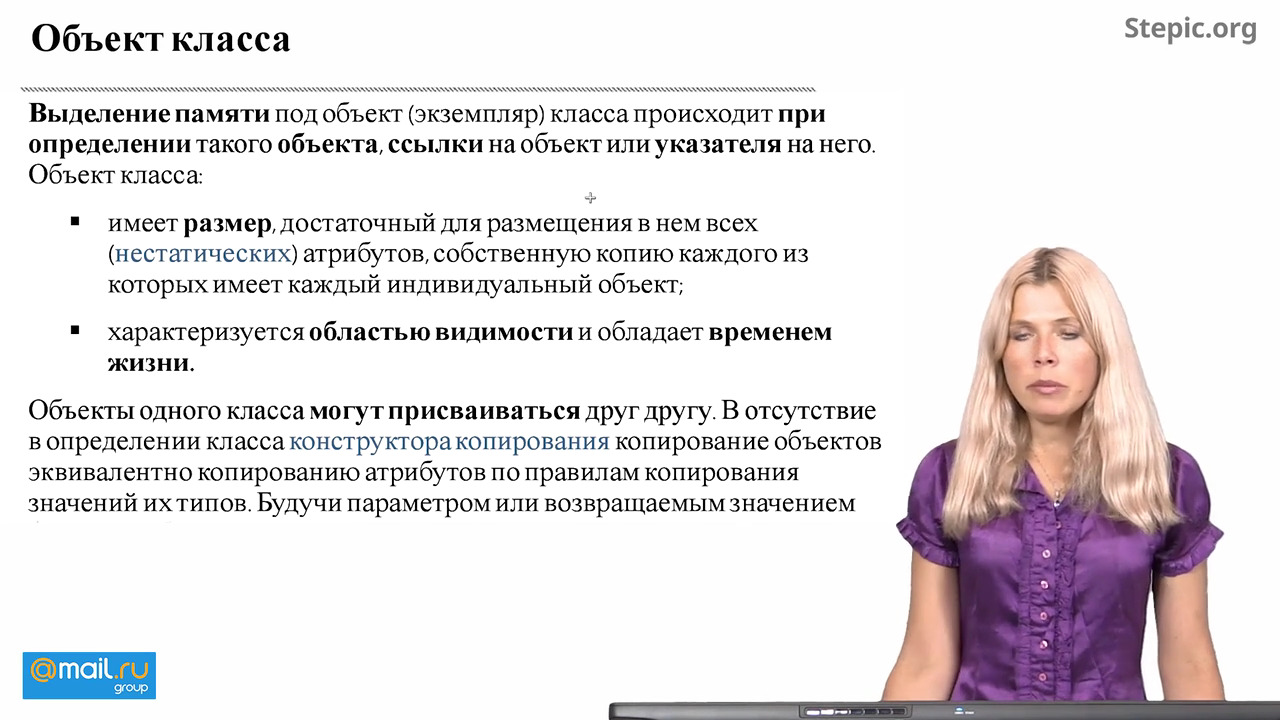 Объект класса
Stepic.org
Выделение памяти под объект (экземпляр) класса происходит при
определении такого объекта, ссылки на объект или указателя на него.
Объект класса:
▪ имеет размер, достаточный для размещения в нем всех
(нестатических) атрибутов, собственную копию каждого из
которых имеет каждый индивидуальный объект;
▪ характеризуется областью видимости и обладает временем
жизни.
Объекты одного класса могут присваиваться друг другу. В отсутствие
в определении класса конструктора копирования копирование объектов
эквивалентно копированию атрибутов по правилам копирования
значений их типов. Будучи параметром или возвращаемым значением
@mail.ru
group